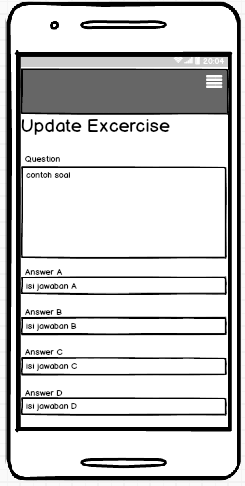 20:04
Update Excercise
Question
contoh soal
Answer A
isi jawaban A
Answer B
isi jawaban B
Answer C
isi jawaban C
Answer D
isi jawaban D